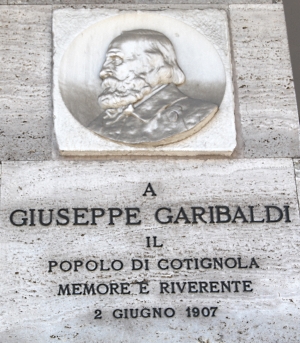 A
GIUSEPPE GARIBALDI
IL
POPOLO DI COTIGNOLA
MEMORE E RIVERENTE
2 GIUGNO 1907